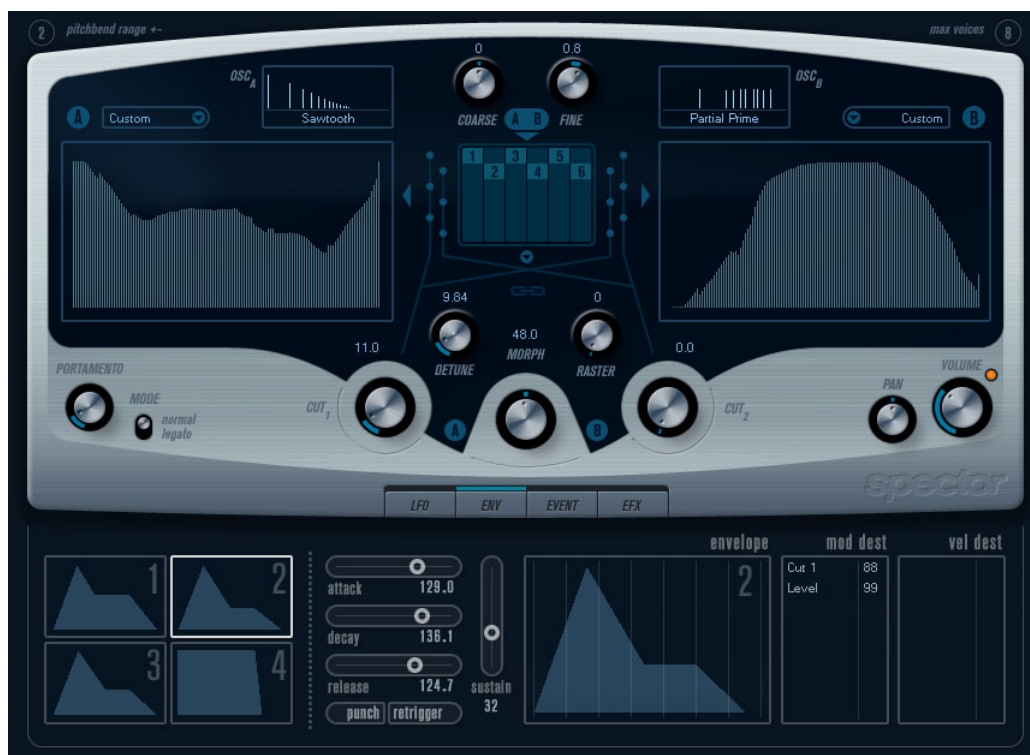 2 pitchbend range +-
max voices 8
0
0.8
OSC A
OSC B
Sawtooth
Partial Prime
COARSE
A B
FINE
A
Custom
Custom
B
1 2 3 4 5 6
9.84
0
48.0
MORPH
11.0
0.0
DETUNE
RASTER
PORTAMENTO
MODE
normal
legato
CUT 1
A
B
CUT 2
PAN
VOLUME
spector
LFO
ENV
EVENT
EFX
envelope
mod dest
vel dest
1
2
3
4
attack
129.0
decay
136.1
release
124.7
punch
retrigger
sustain
32
2
Cut 1 88
Level 99